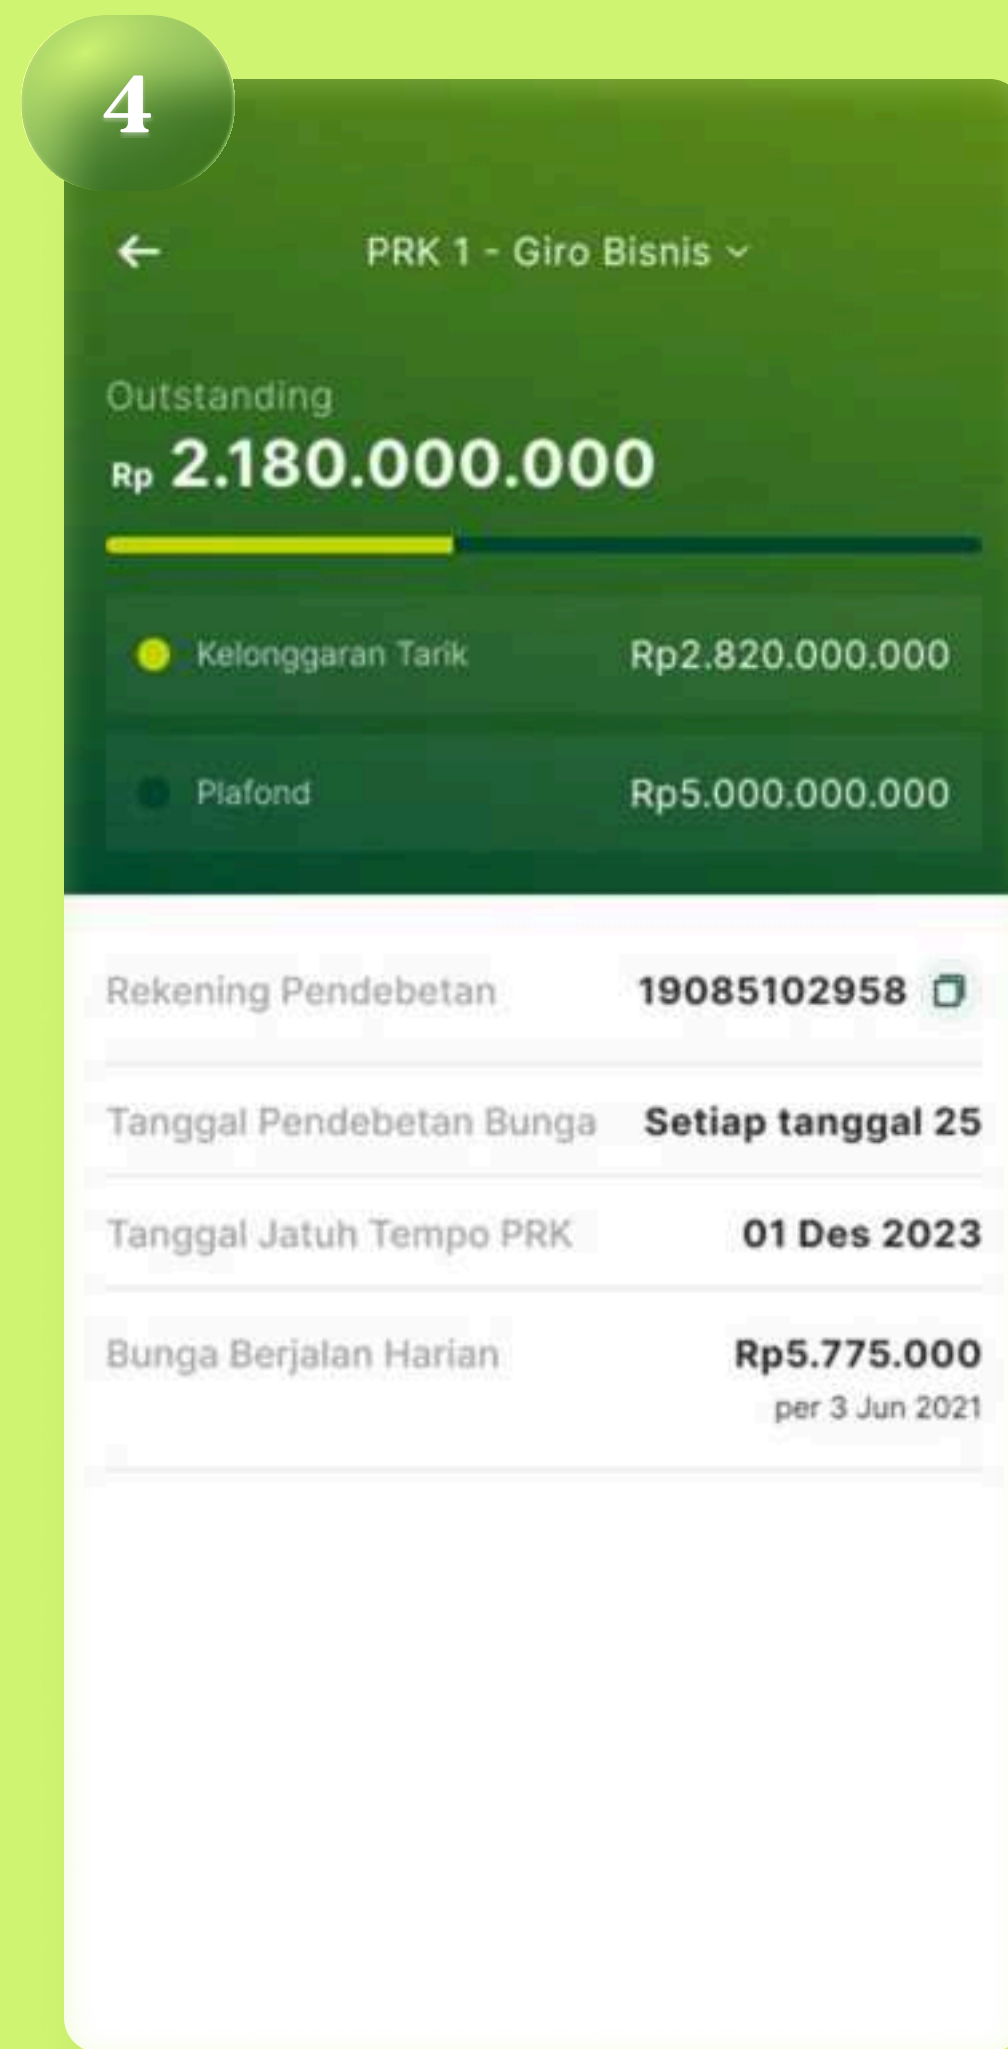 4
PRK 1 - Giro Bisnis
Outstanding
Rp 2.180.000.000
Kelonggaran Tarik Rp2.820.000.000
Plafond Rp5.000.000.000
Rekening Pendebetan 19085102958
Tanggal Pendebetan Bunga Setiap tanggal 25
Tanggal Jatuh Tempo PRK 01 Des 2023
Bunga Berjalan Harian Rp5.775.000
per 3 Jun 2021